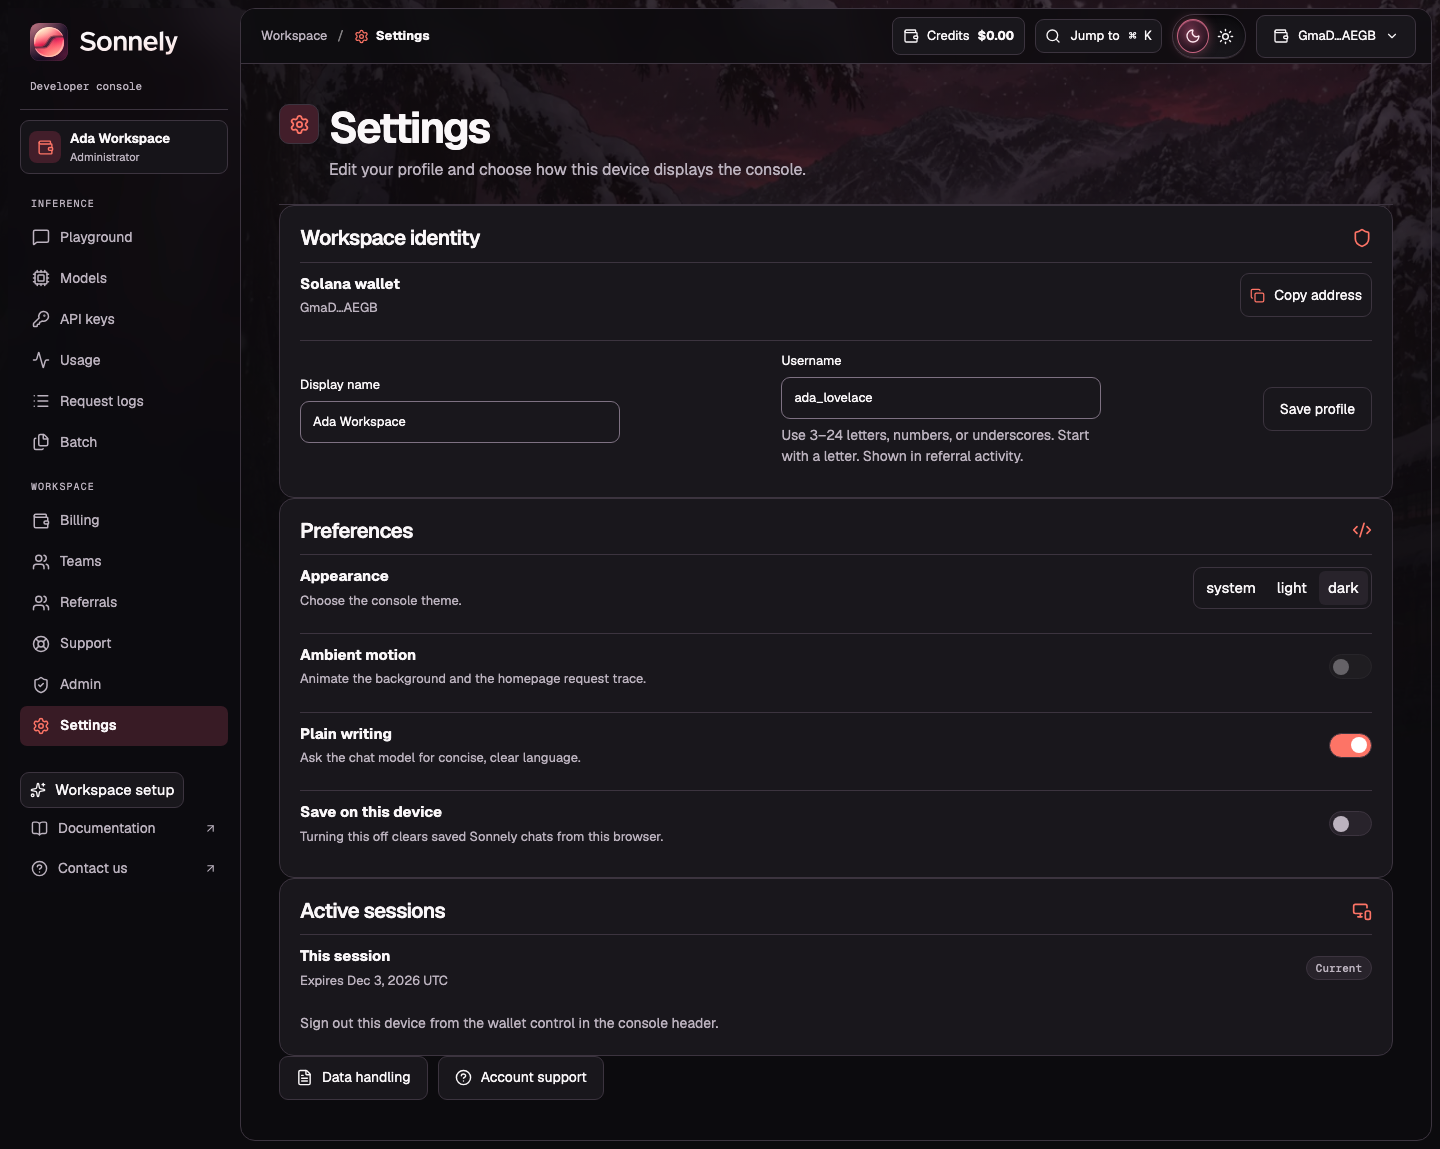 Sonnely
Developer console
Ada Workspace
Administrator
INFERENCE
Playground
Models
API keys
Usage
Request logs
Batch
WORKSPACE
Billing
Teams
Referrals
Support
Admin
Settings
Workspace setup
Documentation
Contact us
Workspace / Settings
Credits $0.00
Jump to ⌘ K
GmaD…AEGB
Settings
Edit your profile and choose how this device displays the console.
Workspace identity
Solana wallet
GmaD…AEGB
Copy address
Display name
Ada Workspace
Username
ada_lovelace
Use 3–24 letters, numbers, or underscores. Start
with a letter. Shown in referral activity.
Save profile
Preferences
Appearance
Choose the console theme.
system light dark
Ambient motion
Animate the background and the homepage request trace.
Plain writing
Ask the chat model for concise, clear language.
Save on this device
Turning this off clears saved Sonnely chats from this browser.
Active sessions
This session
Expires Dec 3, 2026 UTC
Current
Sign out this device from the wallet control in the console header.
Data handling
Account support